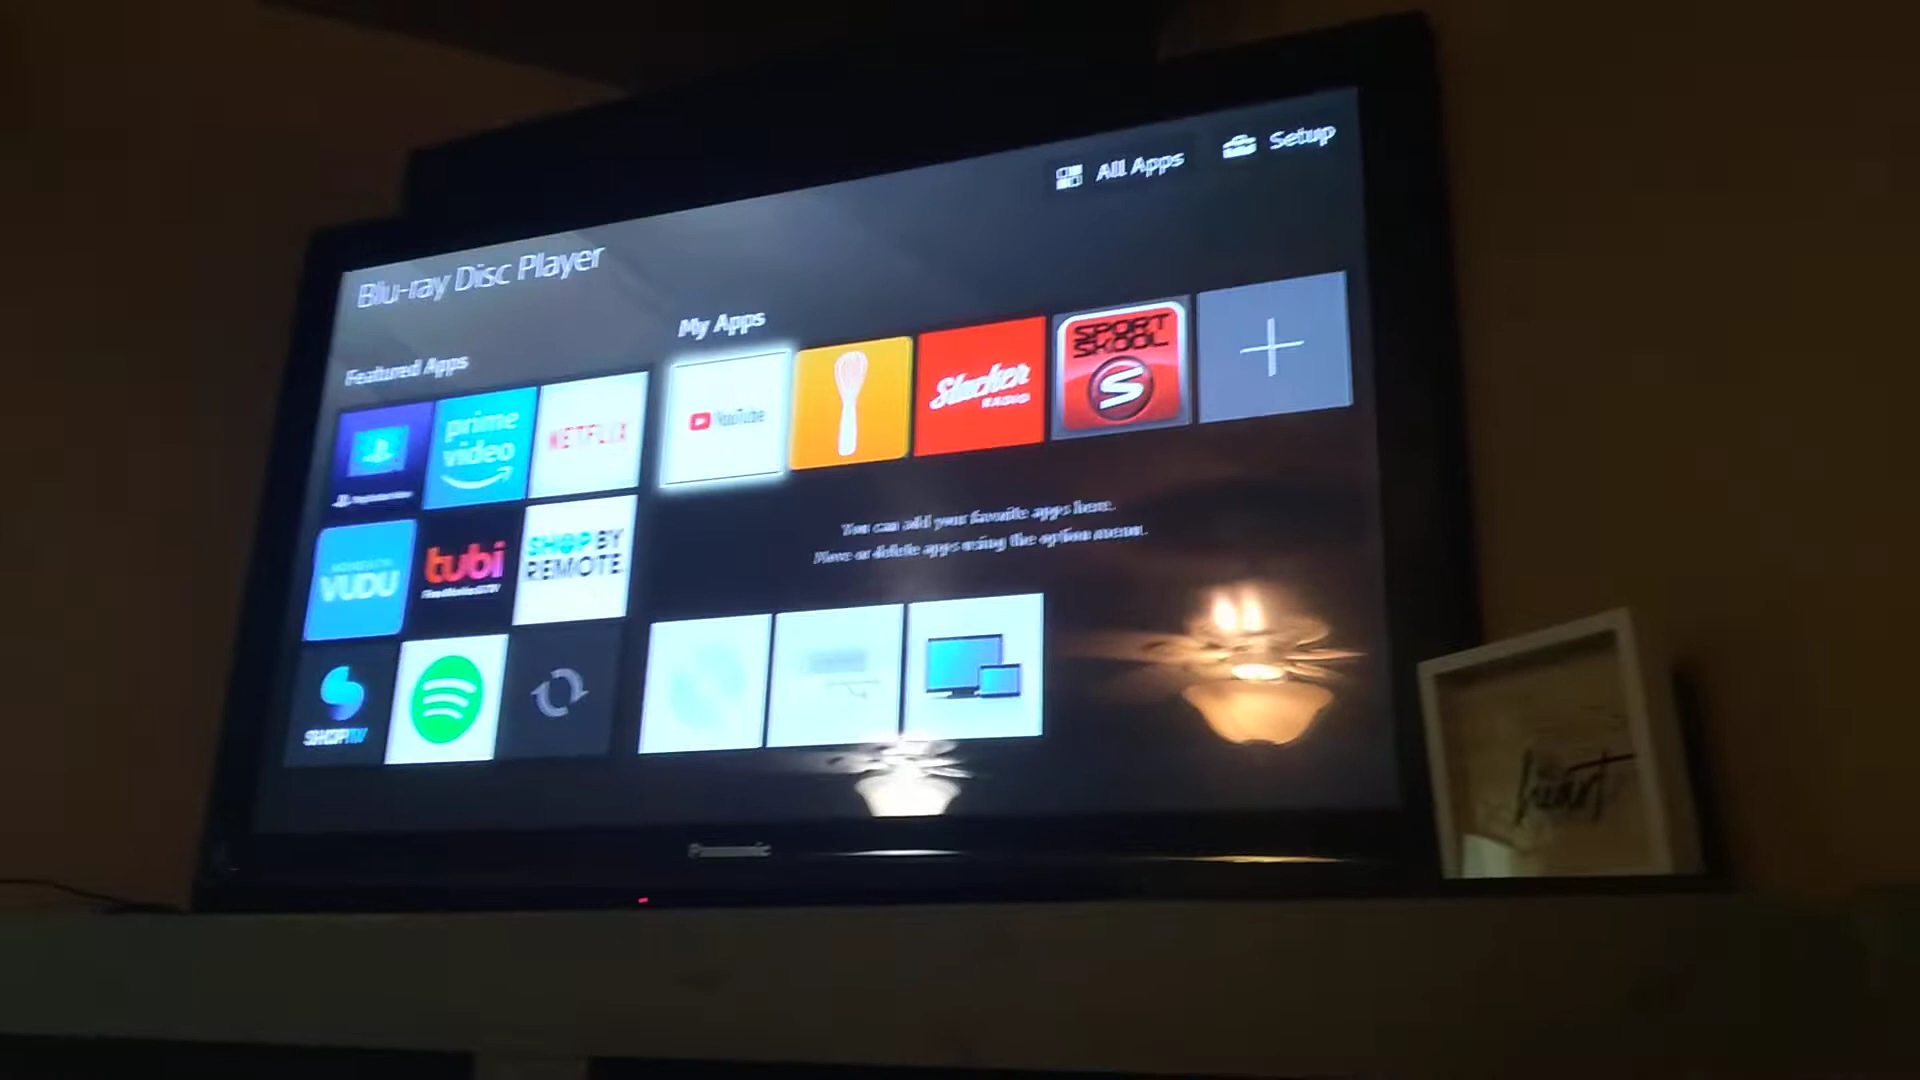 All Apps
Setup
Blu-ray Disc Player
My Apps
Featured Apps
YouTube
Slacker
RADIO
SPORT
SKOOL
S
prime
video
NETFLIX
You can add your favorite apps here.
Move or delete apps using the option menu.
VUDU
tubi
SHOP BY
REMOTE
SHOPTV
Panasonic
heart